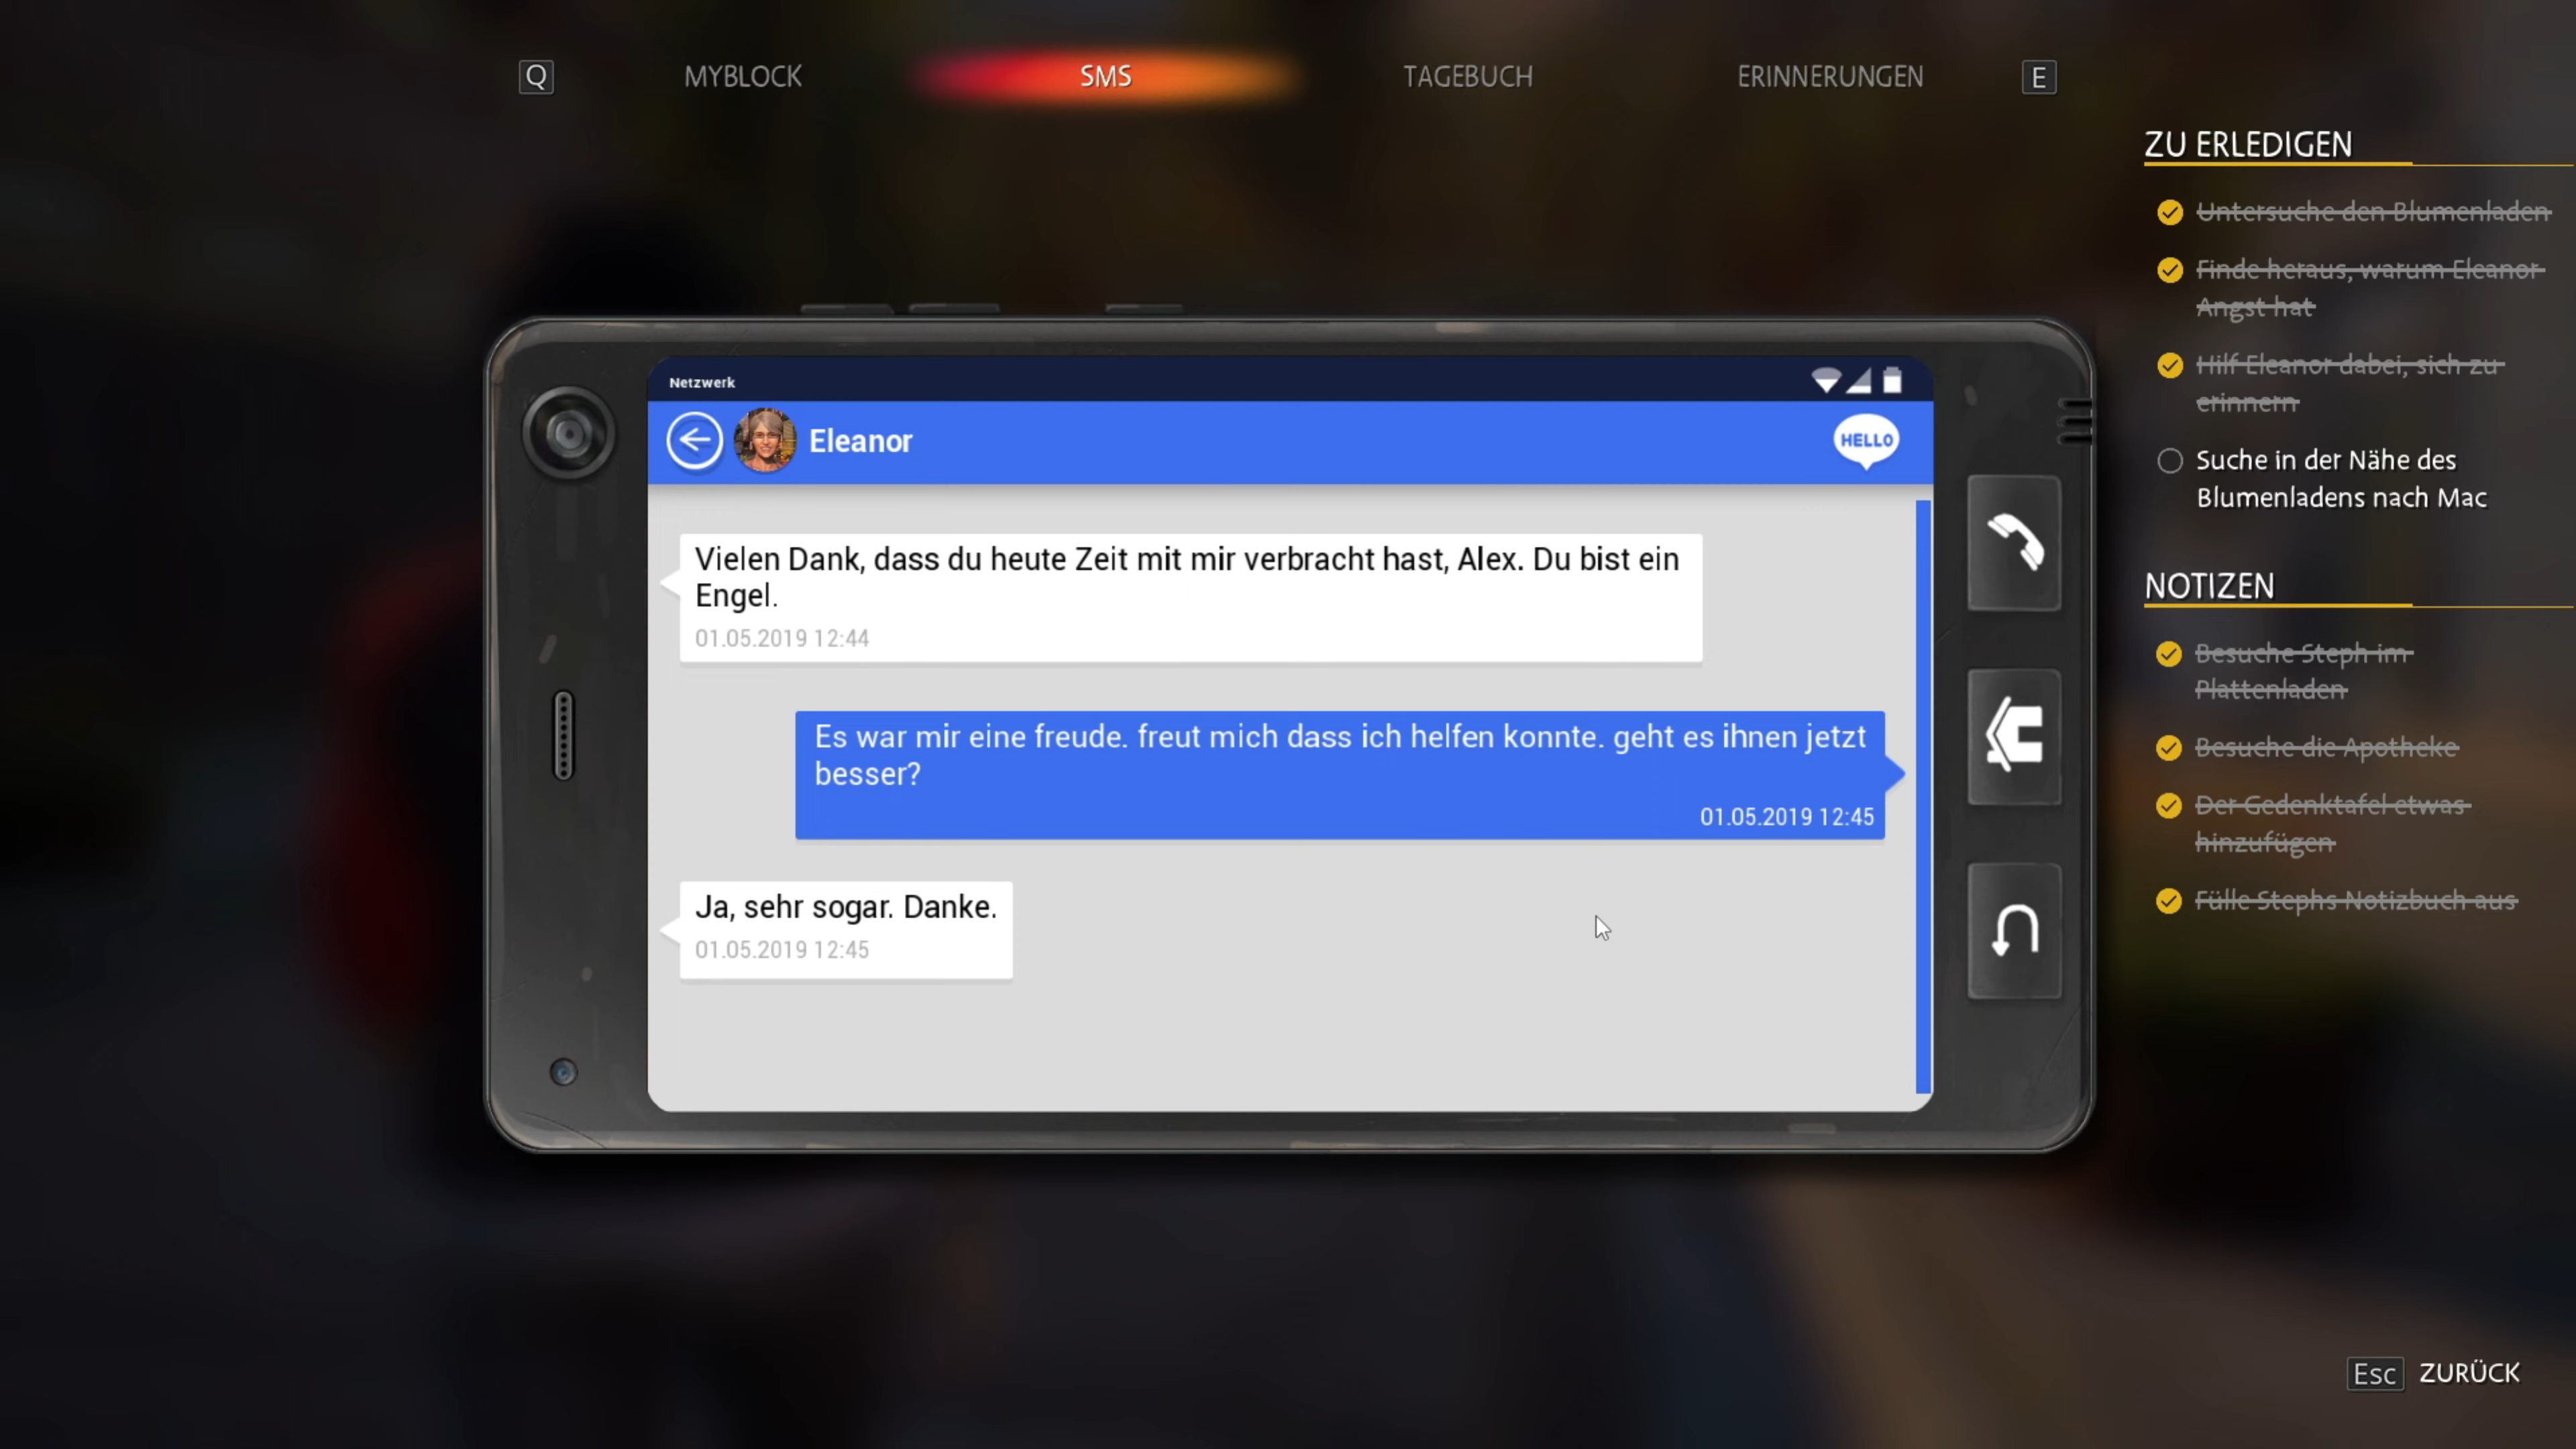 Q
MYBLOCK
SMS
TAGEBUCH
ERINNERUNGEN
E
Netzwerk
Eleanor
HELLO
Vielen Dank, dass du heute Zeit mit mir verbracht hast, Alex. Du bist ein
Engel.
01.05.2019 12:44
Es war mir eine freude. freut mich dass ich helfen konnte. geht es ihnen jetzt
besser?
01.05.2019 12:45
Ja, sehr sogar. Danke.
01.05.2019 12:45
ZU ERLEDIGEN
Untersuche den Blumenladen
Finde heraus, warum Eleanor
Angst hat
Hilf Eleanor dabei, sich zu
erinnern
Suche in der Nähe des
Blumenladens nach Mac
NOTIZEN
Besuche Steph im
Plattenladen
Besuche die Apotheke
Der Gedenktafel etwas
hinzufügen
Fülle Stephs Notizbuch aus
Esc ZURÜCK